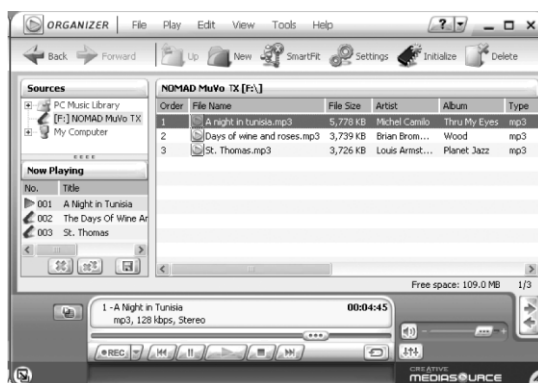 ORGANIZER File Play Edit View Tools Help ?
Back Forward Up New SmartFit Settings Initialize Delete
Sources
PC Music Library
[F:] NOMAD MuVo TX
My Computer
Now Playing
No. Title
001 A Night in Tunisia
002 The Days Of Wine Ar
003 St. Thomas
NOMAD MuVo TX [F:\]
Order File Name File Size Artist Album Type
1 A night in tunisia.mp3 5,778 KB Michel Camilo Thru My Eyes mp3
2 Days of wine and roses.mp3 3,739 KB Brian Brom... Wood mp3
3 St. Thomas.mp3 3,726 KB Louis Armst... Planet Jazz mp3
Free space: 109.0 MB 1/3
1 -A Night in Tunisia 00:04:45
mp3, 128 kbps, Stereo
REC
CREATIVE
MEDIASOURCE